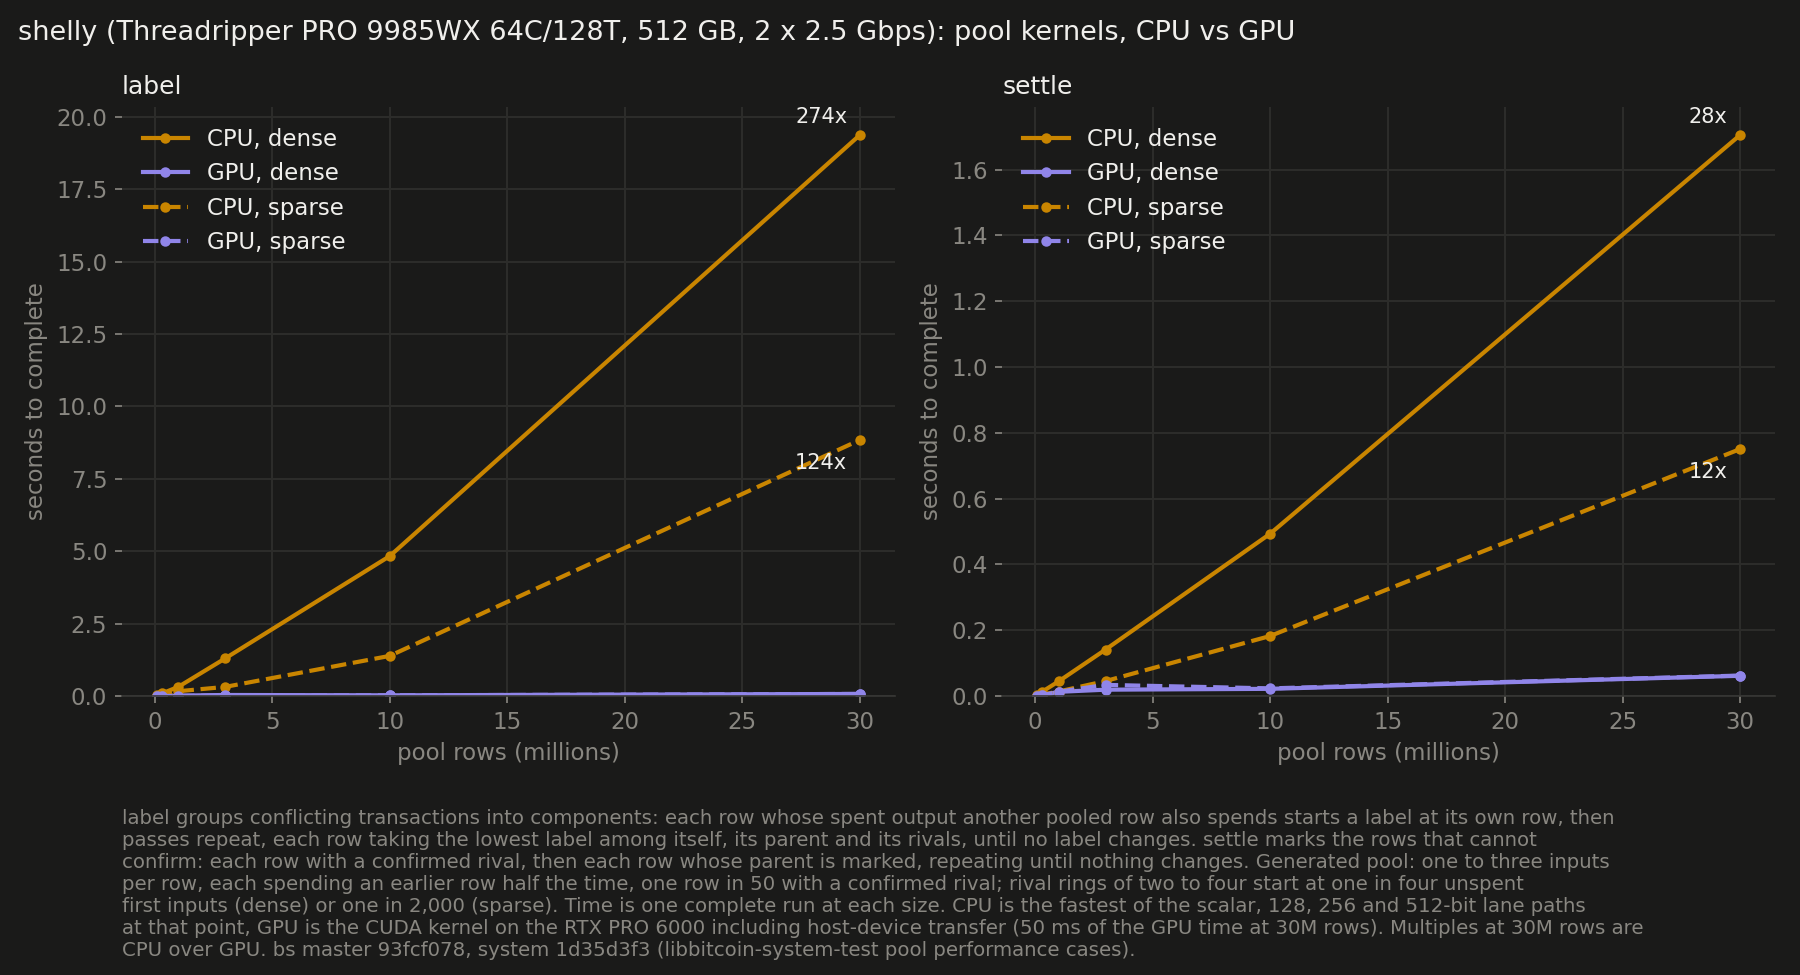 shelly (Threadripper PRO 9985WX 64C/128T, 512 GB, 2 x 2.5 Gbps): pool kernels, CPU vs GPU
label
20.0
17.5
15.0
12.5
10.0
7.5
5.0
2.5
0.0
seconds to complete
CPU, dense
GPU, dense
CPU, sparse
GPU, sparse
274x
124x
0
5
10
15
20
25
30
pool rows (millions)
settle
1.6
1.4
1.2
1.0
0.8
0.6
0.4
0.2
0.0
seconds to complete
CPU, dense
GPU, dense
CPU, sparse
GPU, sparse
28x
12x
0
5
10
15
20
25
30
pool rows (millions)
label groups conflicting transactions into components: each row whose spent output another pooled row also spends starts a label at its own row, then
passes repeat, each row taking the lowest label among itself, its parent and its rivals, until no label changes. settle marks the rows that cannot
confirm: each row with a confirmed rival, then each row whose parent is marked, repeating until nothing changes. Generated pool: one to three inputs
per row, each spending an earlier row half the time, one row in 50 with a confirmed rival; rival rings of two to four start at one in four unspent
first inputs (dense) or one in 2,000 (sparse). Time is one complete run at each size. CPU is the fastest of the scalar, 128, 256 and 512-bit lane paths
at that point, GPU is the CUDA kernel on the RTX PRO 6000 including host-device transfer (50 ms of the GPU time at 30M rows). Multiples at 30M rows are
CPU over GPU. bs master 93fcf078, system 1d35d3f3 (libbitcoin-system-test pool performance cases).